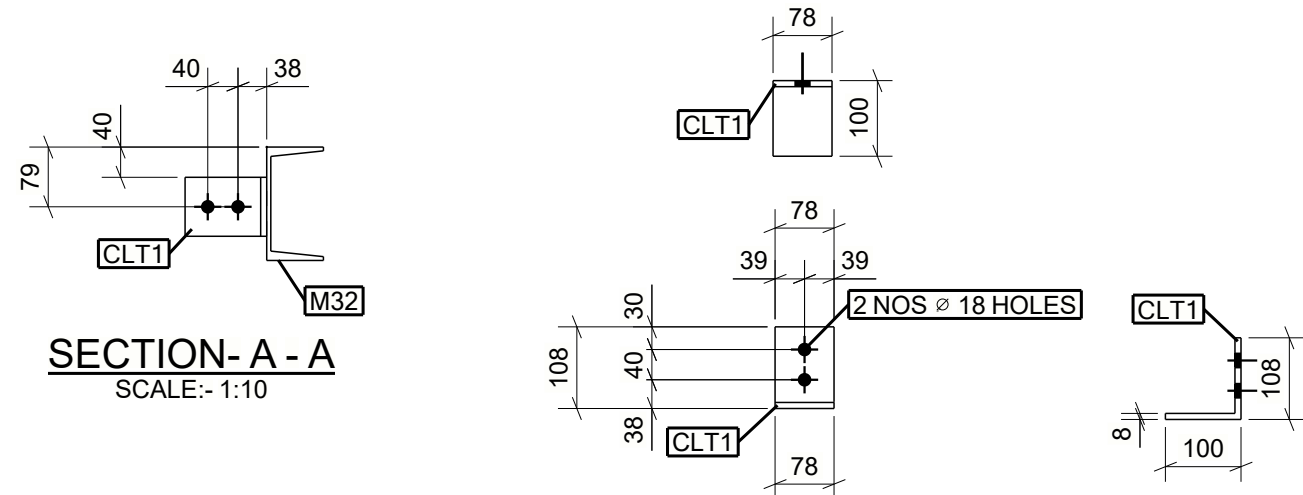 40
38
40
79
CLT1
M32
SECTION- A - A
SCALE:- 1:10
78
CLT1
100
78
39
39
2 NOS ⌀ 18 HOLES
30
40
108
38
CLT1
78
CLT1
108
8
100